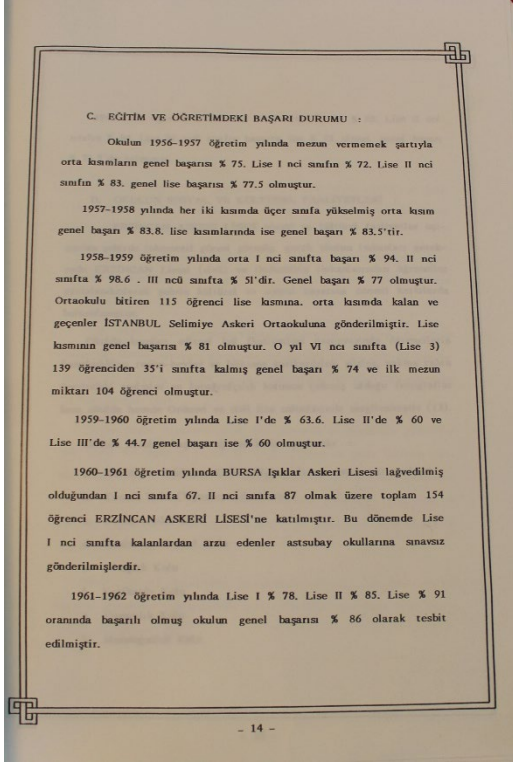 C. EĞİTİM VE ÖĞRETİMDEKİ BAŞARI DURUMU :
Okulun 1956-1957 öğretim yılında mezun vermemek şartıyla
orta kısımların genel başarısı % 75. Lise I nci sınıfın % 72. Lise II nci
sınıfın % 83. genel lise başarısı % 77.5 olmuştur.
1957-1958 yılında her iki kısımda üçer sınıfa yükselmiş orta kısım
genel başarı % 83.8. lise kısımlarında ise genel başarı % 83.5'tir.
1958-1959 öğretim yılında orta I nci sınıfta başarı % 94. II nci
sınıfta % 98.6 . III ncü sınıfta % 51'dir. Genel başarı % 77 olmuştur.
Ortaokulu bitiren 115 öğrenci lise kısmına. orta kısımda kalan ve
geçenler İSTANBUL Selimiye Askeri Ortaokuluna gönderilmiştir. Lise
kısmının genel başarısı % 81 olmuştur. O yıl VI ncı sınıfta (Lise 3)
139 öğrenciden 35'i sınıfta kalmış genel başarı % 74 ve ilk mezun
miktarı 104 öğrenci olmuştur.
1959-1960 öğretim yılında Lise I'de % 63.6. Lise II'de % 60 ve
Lise III'de % 44.7 genel başarı ise % 60 olmuştur.
1960-1961 öğretim yılında BURSA Işıklar Askeri Lisesi lağvedilmiş
olduğundan I nci sınıfa 67. II nci sınıfa 87 olmak üzere toplam 154
öğrenci ERZİNCAN ASKERİ LİSESİ'ne katılmıştır. Bu dönemde Lise
I nci sınıfta kalanlardan arzu edenler astsubay okullarına sınavsız
gönderilmişlerdir.
1961-1962 öğretim yılında Lise I % 78. Lise II % 85. Lise % 91
oranında başarılı olmuş okulun genel başarısı % 86 olarak tesbit
edilmiştir.
- 14 -